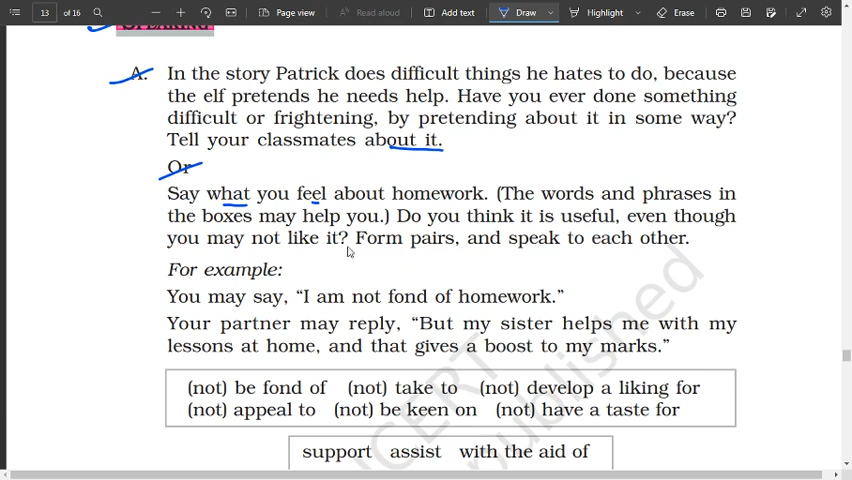 13 of 16
Page view
Read aloud
Add text
Draw
Highlight
Erase
SPEAKING
A. In the story Patrick does difficult things he hates to do, because
the elf pretends he needs help. Have you ever done something
difficult or frightening, by pretending about it in some way?
Tell your classmates about it.
Or
Say what you feel about homework. (The words and phrases in
the boxes may help you.) Do you think it is useful, even though
you may not like it? Form pairs, and speak to each other.
For example:
You may say, “I am not fond of homework.”
Your partner may reply, “But my sister helps me with my
lessons at home, and that gives a boost to my marks.”
(not) be fond of (not) take to (not) develop a liking for
(not) appeal to (not) be keen on (not) have a taste for
support assist with the aid of
NCERT
republished